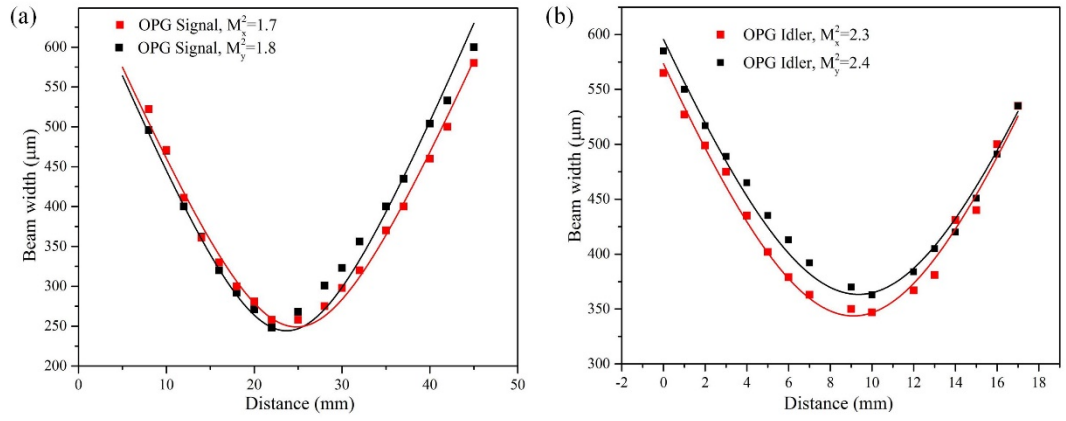 (a)
OPG Signal, M²ₓ=1.7
OPG Signal, M²ᵧ=1.8
600
550
500
450
400
350
300
250
200
0 10 20 30 40 50
Beam width (μm)
Distance (mm)
(b)
OPG Idler, M²ₓ=2.3
OPG Idler, M²ᵧ=2.4
600
550
500
450
400
350
300
-2 0 2 4 6 8 10 12 14 16 18
Beam width (μm)
Distance (mm)